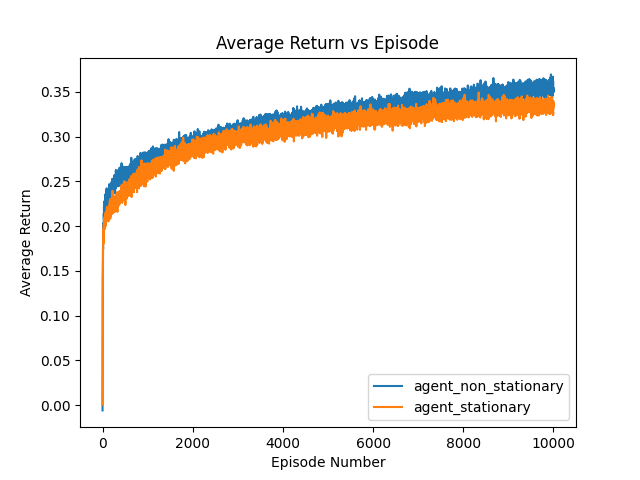 Average Return vs Episode
Average Return
0.35
0.30
0.25
0.20
0.15
0.10
0.05
0.00
0 2000 4000 6000 8000 10000
Episode Number
agent_non_stationary
agent_stationary